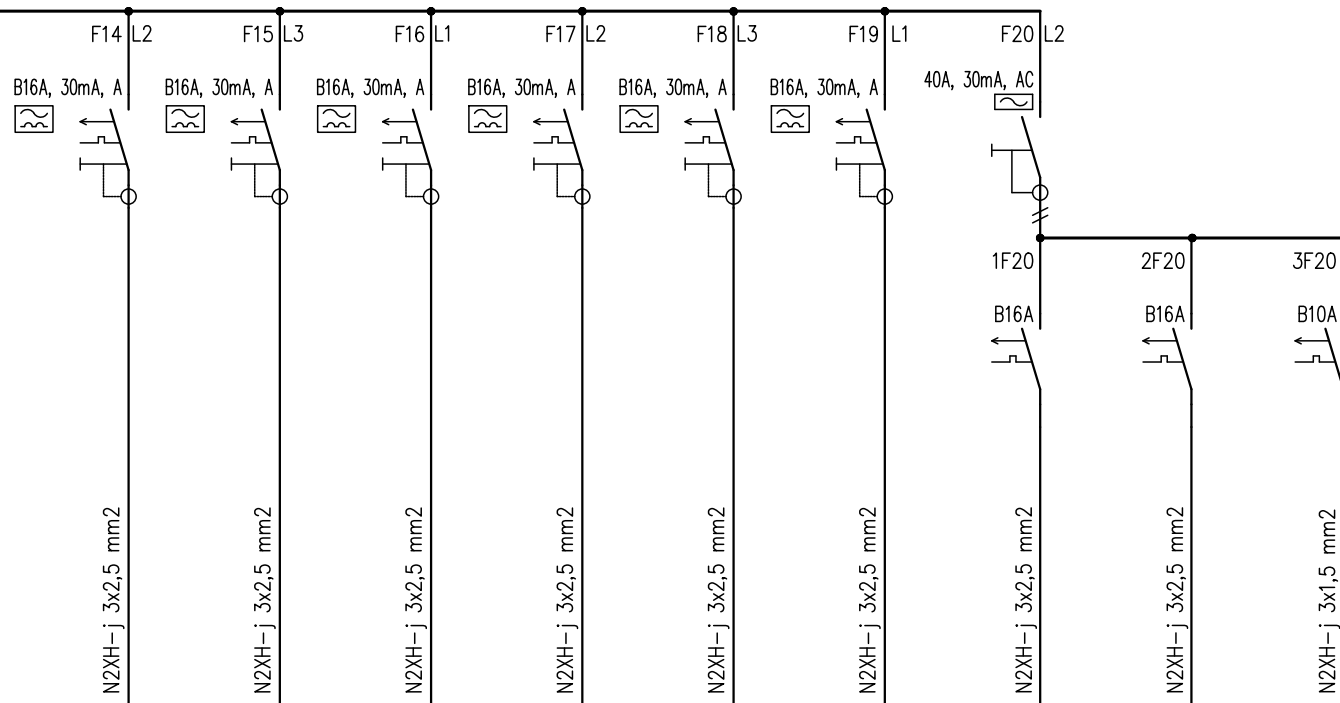 F14 L2
F15 L3
F16 L1
F17 L2
F18 L3
F19 L1
F20 L2
B16A, 30mA, A
B16A, 30mA, A
B16A, 30mA, A
B16A, 30mA, A
B16A, 30mA, A
B16A, 30mA, A
40A, 30mA, AC
1F20
2F20
3F20
B16A
B16A
B10A
N2XH-j 3x2,5 mm2
N2XH-j 3x2,5 mm2
N2XH-j 3x2,5 mm2
N2XH-j 3x2,5 mm2
N2XH-j 3x2,5 mm2
N2XH-j 3x2,5 mm2
N2XH-j 3x2,5 mm2
N2XH-j 3x2,5 mm2
N2XH-j 3x1,5 mm2